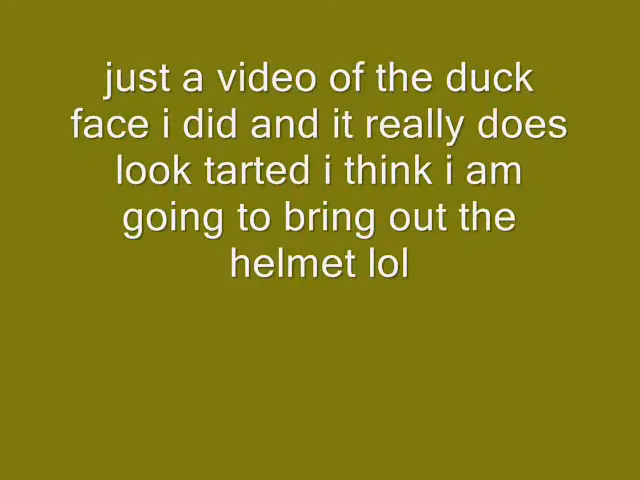 just a video of the duck
face i did and it really does
look tarted i think i am
going to bring out the
helmet lol